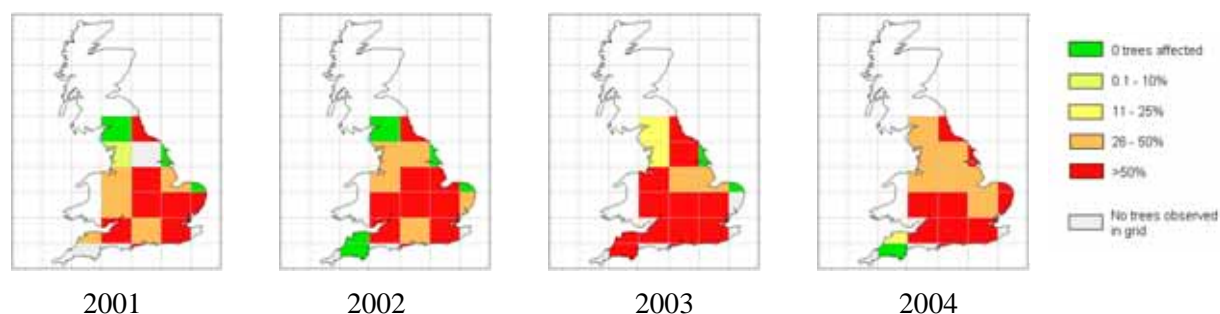 0 trees affected
0.1 - 10%
11 - 25%
26 - 50%
>50%
No trees observed
in grid
2001 2002 2003 2004